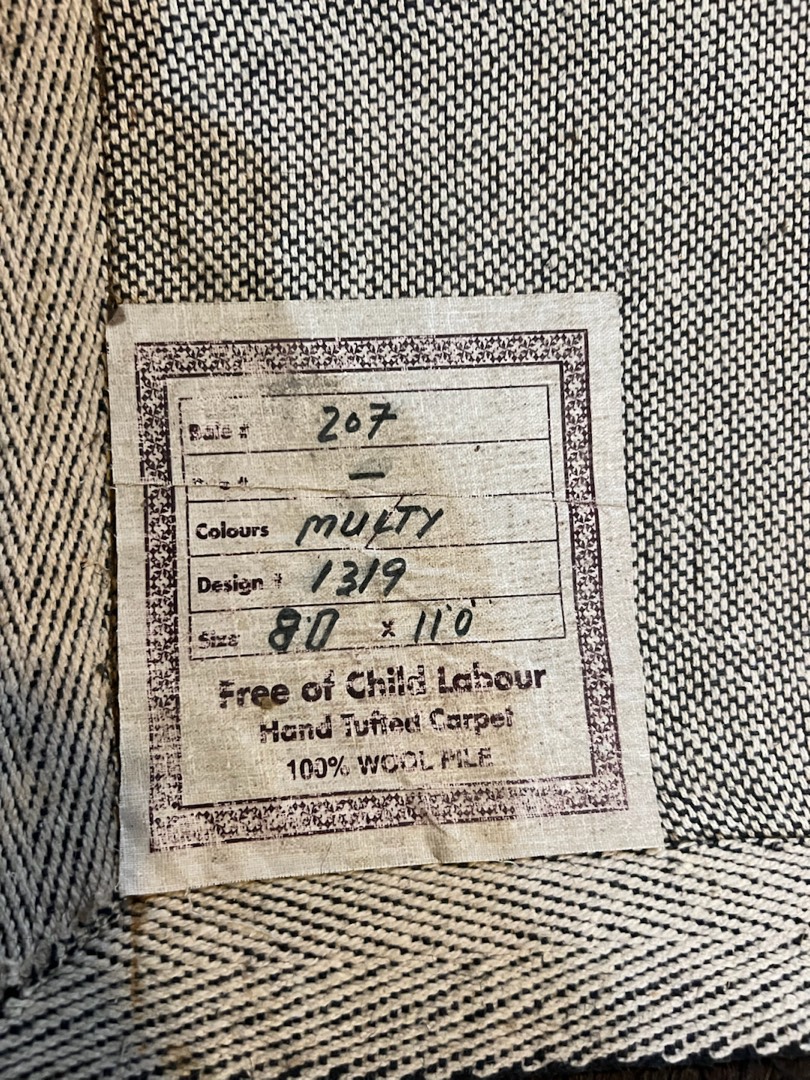 Bale # 207
# —
Colours MULTY
Design # 1319
Size 8'0 x 11'0"
Free of Child Labour
Hand Tufted Carpet
100% WOOL PILE